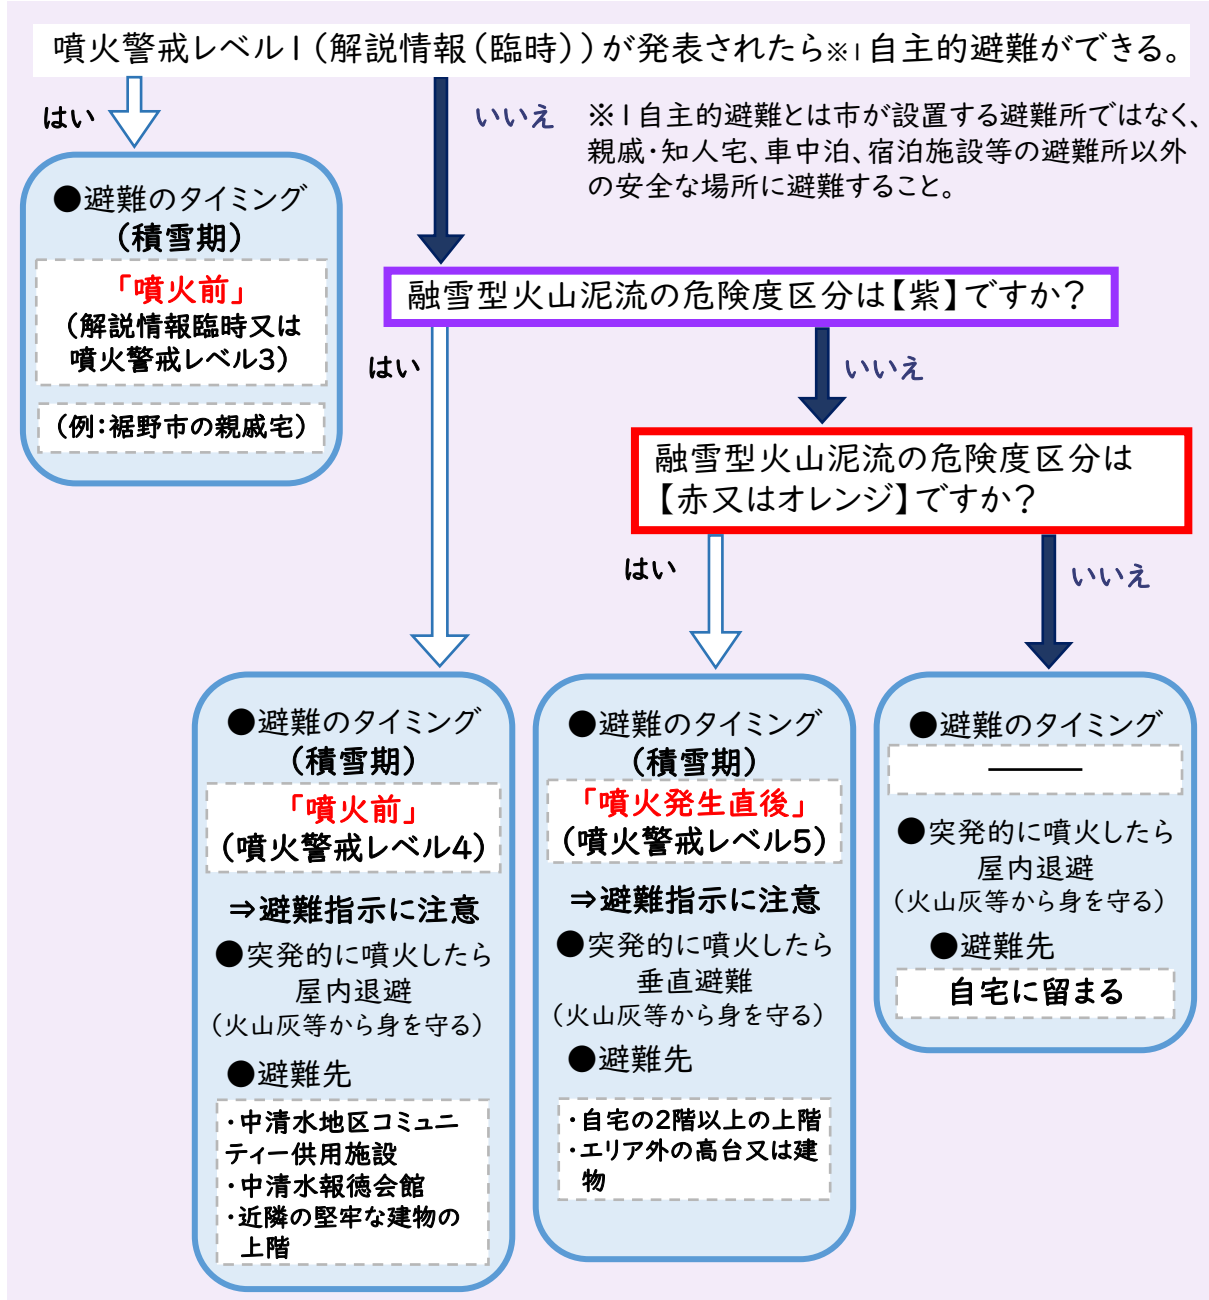 噴火警戒レベル1(解説情報(臨時))が発表されたら※1自主的避難ができる。
はい
いいえ
※1自主的避難とは市が設置する避難所ではなく、
親戚・知人宅、車中泊、宿泊施設等の避難所以外
の安全な場所に避難すること。
●避難のタイミング
(積雪期)
「噴火前」
(解説情報臨時又は
噴火警戒レベル3)
(例:裾野市の親戚宅)
融雪型火山泥流の危険度区分は【紫】ですか?
はい
いいえ
融雪型火山泥流の危険度区分は
【赤又はオレンジ】ですか?
はい
いいえ
●避難のタイミング
(積雪期)
「噴火前」
(噴火警戒レベル4)
⇒避難指示に注意
●突発的に噴火したら
屋内退避
(火山灰等から身を守る)
●避難先
・中清水地区コミュニ
ティー供用施設
・中清水報徳会館
・近隣の堅牢な建物の
上階
●避難のタイミング
(積雪期)
「噴火発生直後」
(噴火警戒レベル5)
⇒避難指示に注意
●突発的に噴火したら
垂直避難
(火山灰等から身を守る)
●避難先
・自宅の2階以上の上階
・エリア外の高台又は建
物
●避難のタイミング
―――
●突発的に噴火したら
屋内退避
(火山灰等から身を守る)
●避難先
自宅に留まる